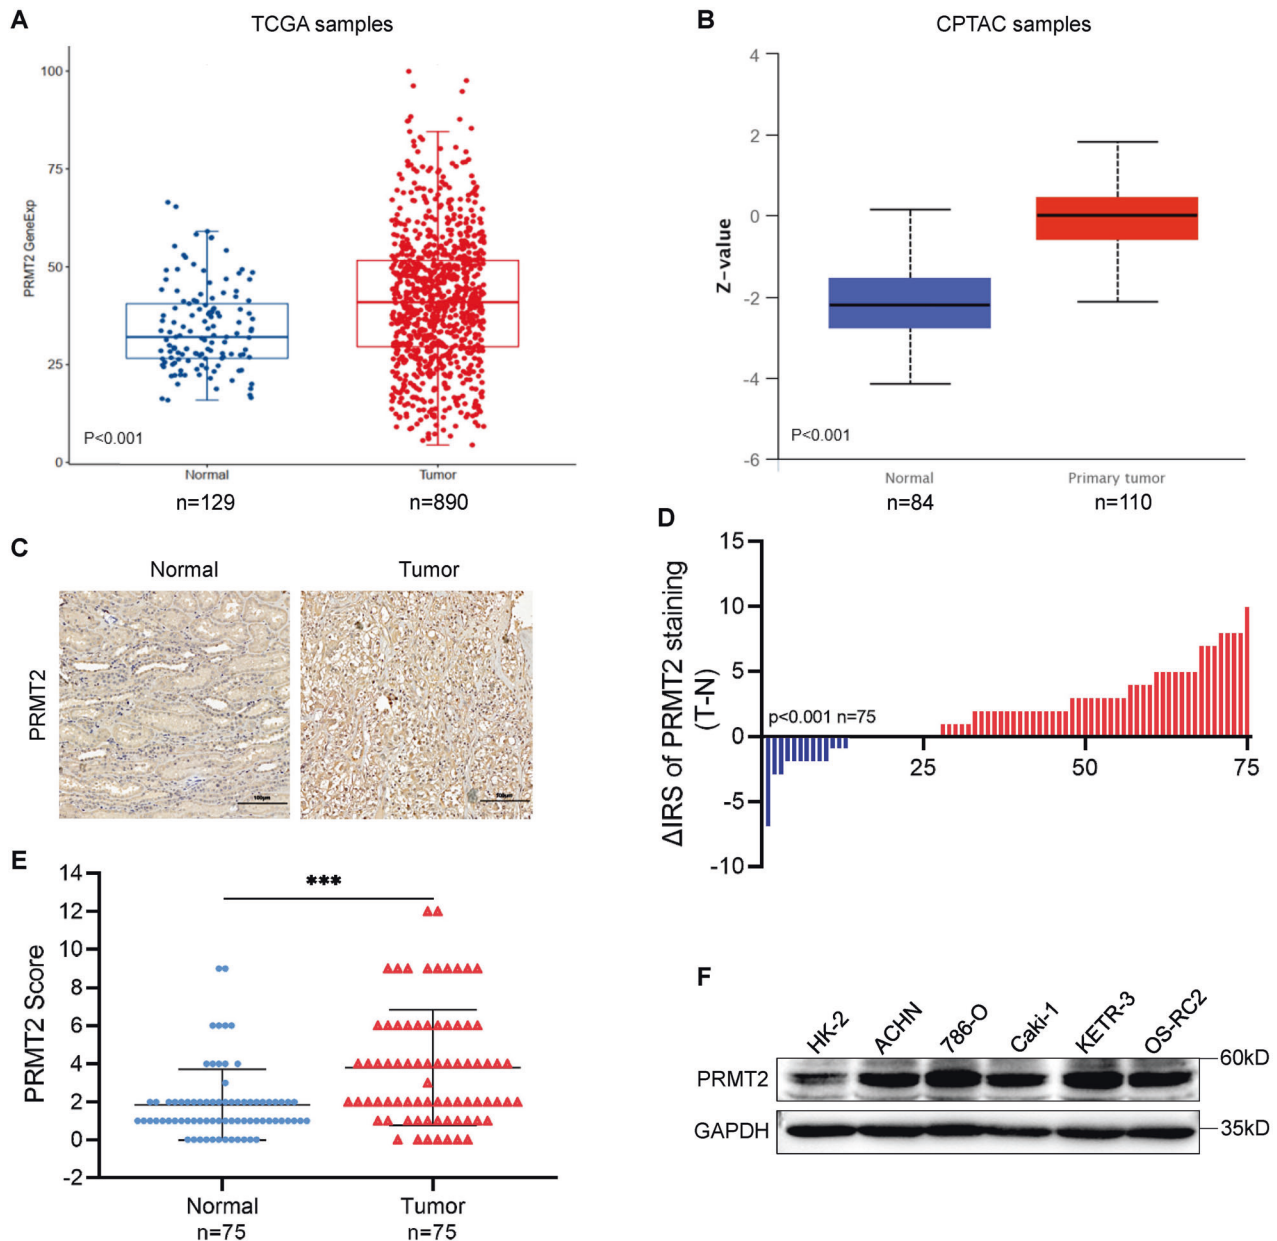 A
TCGA samples
100
75
50
25
0
PRMT2 GeneExp
P<0.001
Normal
Tumor
n=129
n=890
B
CPTAC samples
4
2
0
-2
-4
-6
Z-value
P<0.001
Normal
Primary tumor
n=84
n=110
C
Normal
Tumor
PRMT2
100μm
D
15
10
5
0
-5
-10
ΔIRS of PRMT2 staining
(T-N)
p<0.001 n=75
25
50
75
E
14
12
10
8
6
4
2
0
-2
PRMT2 Score
***
Normal
Tumor
n=75
n=75
F
HK-2
ACHN
786-O
Caki-1
KETR-3
OS-RC2
PRMT2
60kD
GAPDH
35kD